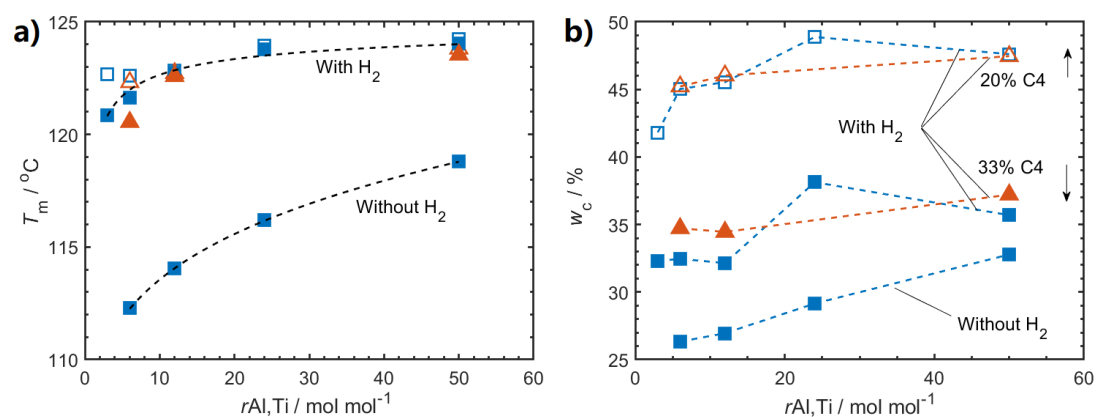 a)
125
120
115
110
T_m / °C
With H₂
Without H₂
0 10 20 30 40 50 60
rAl,Ti / mol mol⁻¹
b)
50
45
40
35
30
25
w_c / %
20% C4
With H₂
33% C4
Without H₂
0 20 40 60
rAl,Ti / mol mol⁻¹